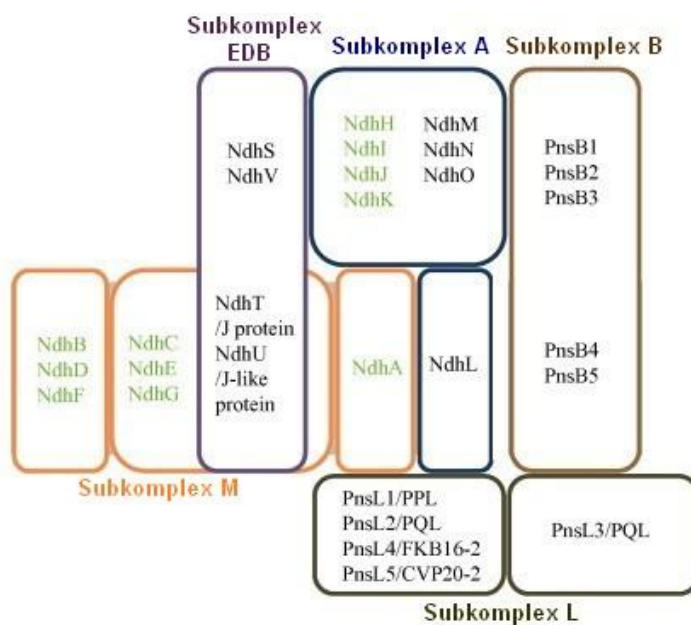 Subkomplex
EDB
Subkomplex A
Subkomplex B
NdhS
NdhV
NdhH
NdhI
NdhJ
NdhK
NdhM
NdhN
NdhO
PnsB1
PnsB2
PnsB3
NdhB
NdhD
NdhF
NdhC
NdhE
NdhG
NdhT
/J protein
NdhU
/J-like
protein
NdhA
NdhL
PnsB4
PnsB5
Subkomplex M
PnsL1/PPL
PnsL2/PQL
PnsL4/FKB16-2
PnsL5/CVP20-2
PnsL3/PQL
Subkomplex L